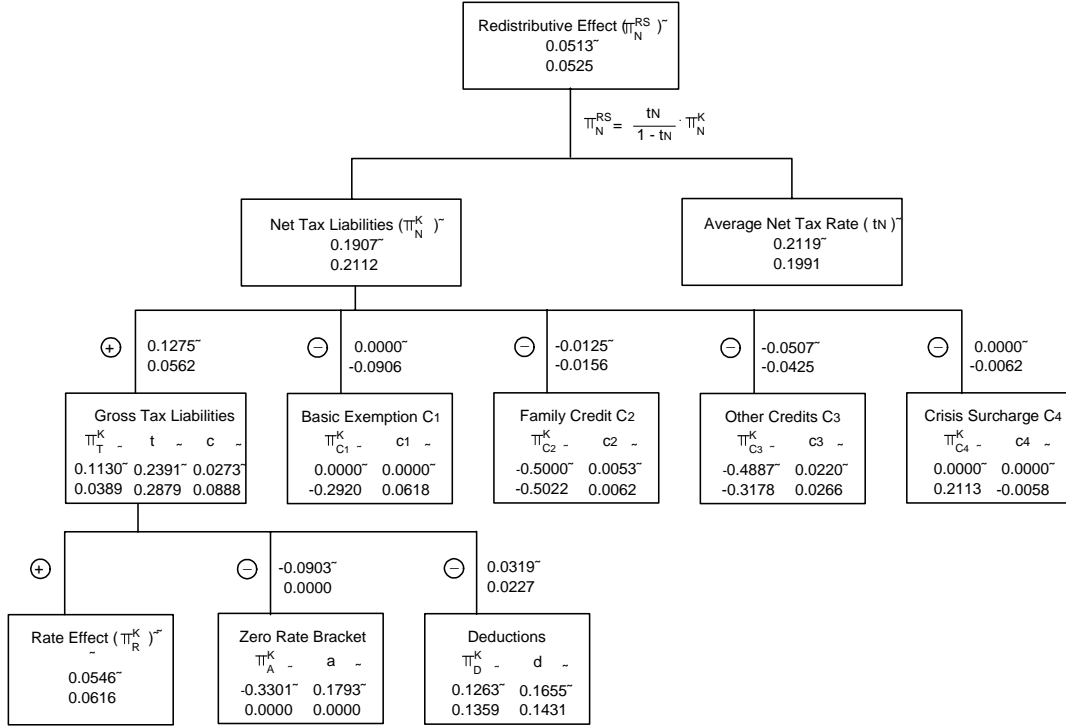 Redistributive Effect (π_N^RS )~
0.0513~
0.0525
π_N^RS = tN / (1 - tN) · π_N^K
Net Tax Liabilities (π_N^K )~
0.1907~
0.2112
Average Net Tax Rate ( tN )~
0.2119~
0.1991
+ 0.1275~
0.0562
− 0.0000~
-0.0906
− -0.0125~
-0.0156
− -0.0507~
-0.0425
− 0.0000~
-0.0062
Gross Tax Liabilities
π_T^K ~ t ~ c ~
0.1130~ 0.2391~ 0.0273~
0.0389 0.2879 0.0888
Basic Exemption C1
π_C1^K ~ c1 ~
0.0000~ 0.0000~
-0.2920 0.0618
Family Credit C2
π_C2^K ~ c2 ~
-0.5000~ 0.0053~
-0.5022 0.0062
Other Credits C3
π_C3^K ~ c3 ~
-0.4887~ 0.0220~
-0.3178 0.0266
Crisis Surcharge C4
π_C4^K ~ c4 ~
0.0000~ 0.0000~
0.2113 -0.0058
+
− -0.0903~
0.0000
− 0.0319~
0.0227
Rate Effect (π_R^K )~~
~
0.0546~
0.0616
Zero Rate Bracket
π_A^K ~ a ~
-0.3301~ 0.1793~
0.0000 0.0000
Deductions
π_D^K ~ d ~
0.1263~ 0.1655~
0.1359 0.1431